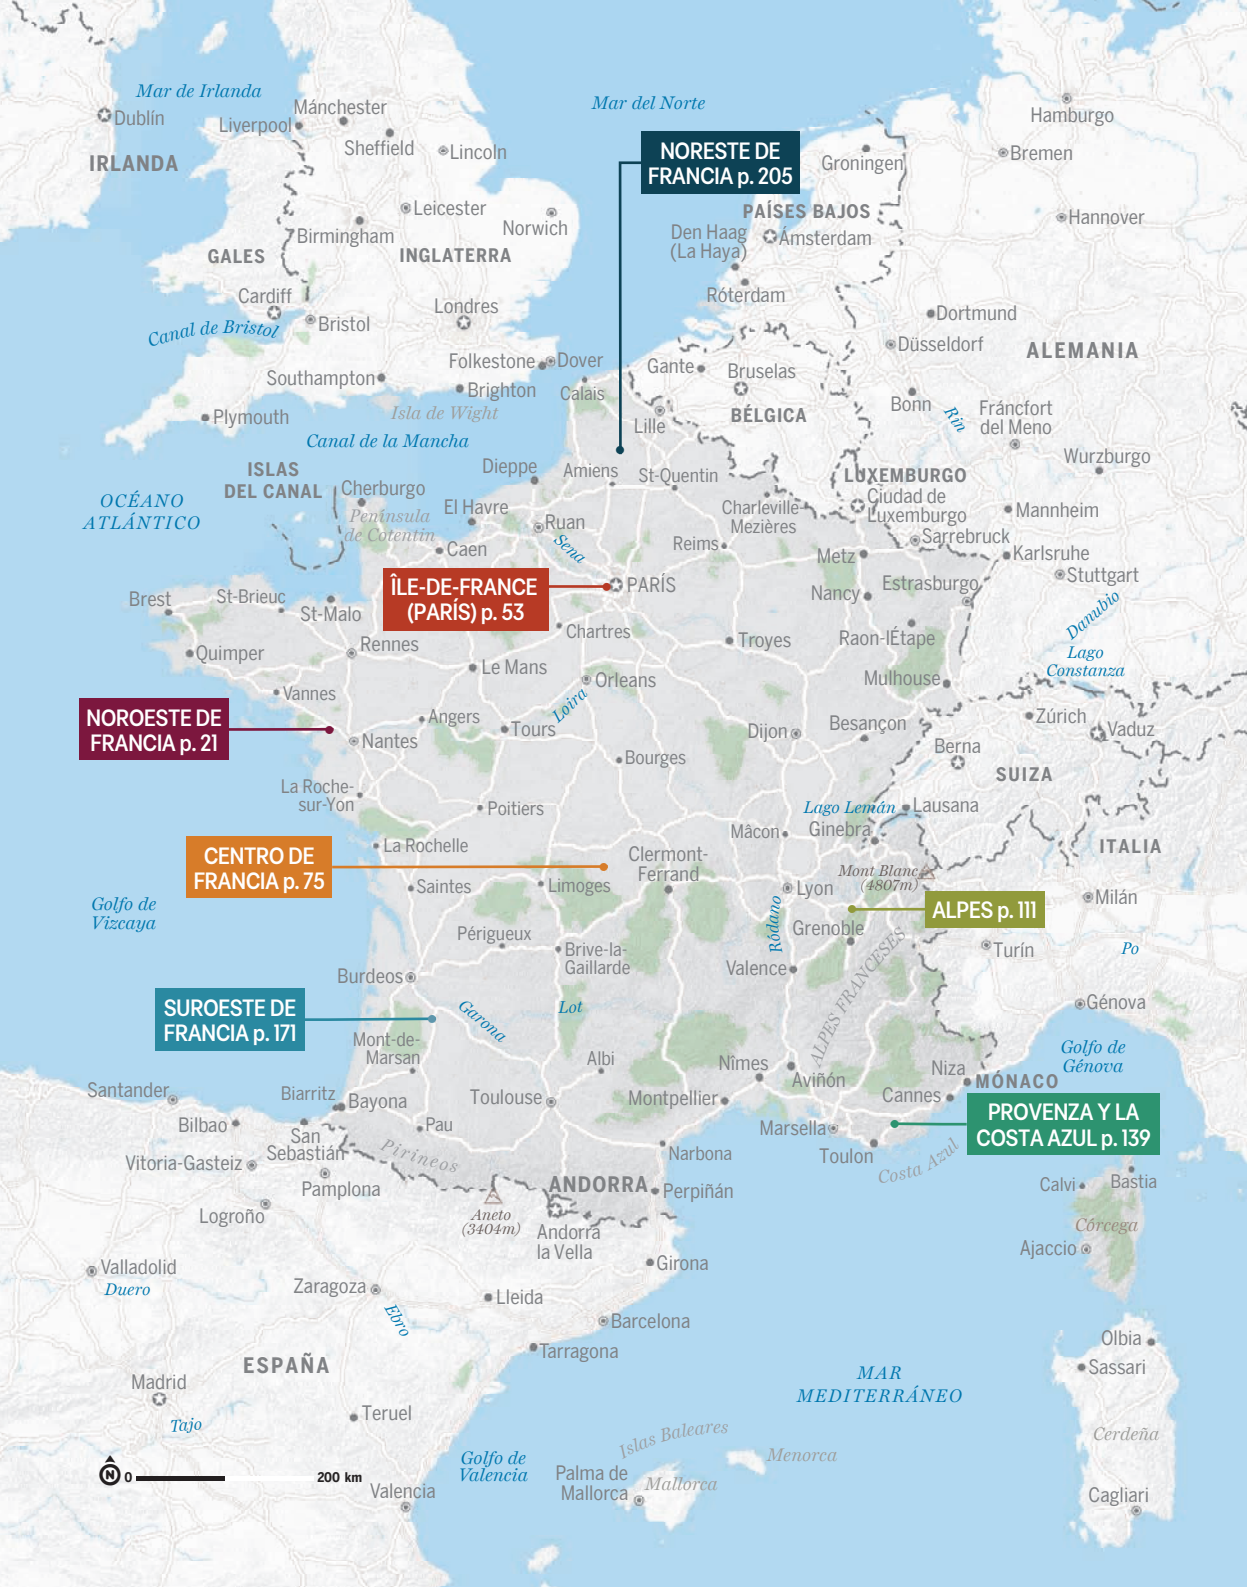 Mar de Irlanda
Mar del Norte
Dublín
Mánchester
Liverpool
Hamburgo
IRLANDA
Sheffield
Lincoln
NORESTE DE
FRANCIA p. 205
Groningen
Bremen
Leicester
Norwich
PAÍSES BAJOS
Hannover
Birmingham
GALES
INGLATERRA
Den Haag
(La Haya)
Ámsterdam
Cardiff
Bristol
Londres
Róterdam
Canal de Bristol
Dortmund
Düsseldorf
ALEMANIA
Folkestone
Dover
Gante
Bruselas
Southampton
Brighton
Calais
BÉLGICA
Bonn
Rin
Fráncfort
del Meno
Plymouth
Isla de Wight
Lille
Canal de la Mancha
Wurzburgo
ISLAS
DEL CANAL
Cherburgo
Dieppe
Amiens
St-Quentin
LUXEMBURGO
OCÉANO
ATLÁNTICO
Península
de Cotentin
El Havre
Ruan
Charleville-
Mezières
Ciudad de
Luxemburgo
Mannheim
Caen
Sena
Reims
Metz
Sarrebruck
Karlsruhe
ÎLE-DE-FRANCE
(PARÍS) p. 53
PARÍS
Nancy
Estrasburgo
Stuttgart
Brest
St-Brieuc
St-Malo
Danubio
Quimper
Rennes
Chartres
Troyes
Raon-lÉtape
Lago
Constanza
Le Mans
Orleans
Mulhouse
Vannes
Loira
NOROESTE DE
FRANCIA p. 21
Angers
Tours
Nantes
Dijon
Besançon
Zúrich
Vaduz
Berna
Bourges
SUIZA
La Roche-
sur-Yon
Poitiers
Lago Lemán
Lausana
Mâcon
Ginebra
La Rochelle
CENTRO DE
FRANCIA p. 75
Clermont-
Ferrand
ITALIA
Mont Blanc
(4807m)
Saintes
Limoges
Lyon
Milán
Golfo de
Vizcaya
ALPES p. 111
Ródano
Grenoble
Périgueux
Brive-la-
Gaillarde
Turín
Po
Burdeos
Valence
ALPES FRANCESES
SUROESTE DE
FRANCIA p. 171
Garona
Lot
Génova
Mont-de-
Marsan
Albi
Nîmes
Golfo de
Génova
Niza
Aviñón
MÓNACO
Santander
Biarritz
Bayona
Toulouse
Montpellier
Cannes
PROVENZA Y LA
COSTA AZUL p. 139
Bilbao
San
Sebastián
Pau
Marsella
Pirineos
Narbona
Toulon
Costa Azul
Vitoria-Gasteiz
Pamplona
ANDORRA
Perpiñán
Calvi
Bastia
Logroño
Aneto
(3404m)
Andorra
la Vella
Córcega
Ajaccio
Valladolid
Girona
Duero
Zaragoza
Lleida
Ebro
Barcelona
Tarragona
Olbia
ESPAÑA
Sassari
MAR
MEDITERRÁNEO
Madrid
Tajo
Teruel
Islas Baleares
Cerdeña
Menorca
Golfo de
Valencia
Palma de
Mallorca
Mallorca
N
0
200 km
Valencia
Cagliari